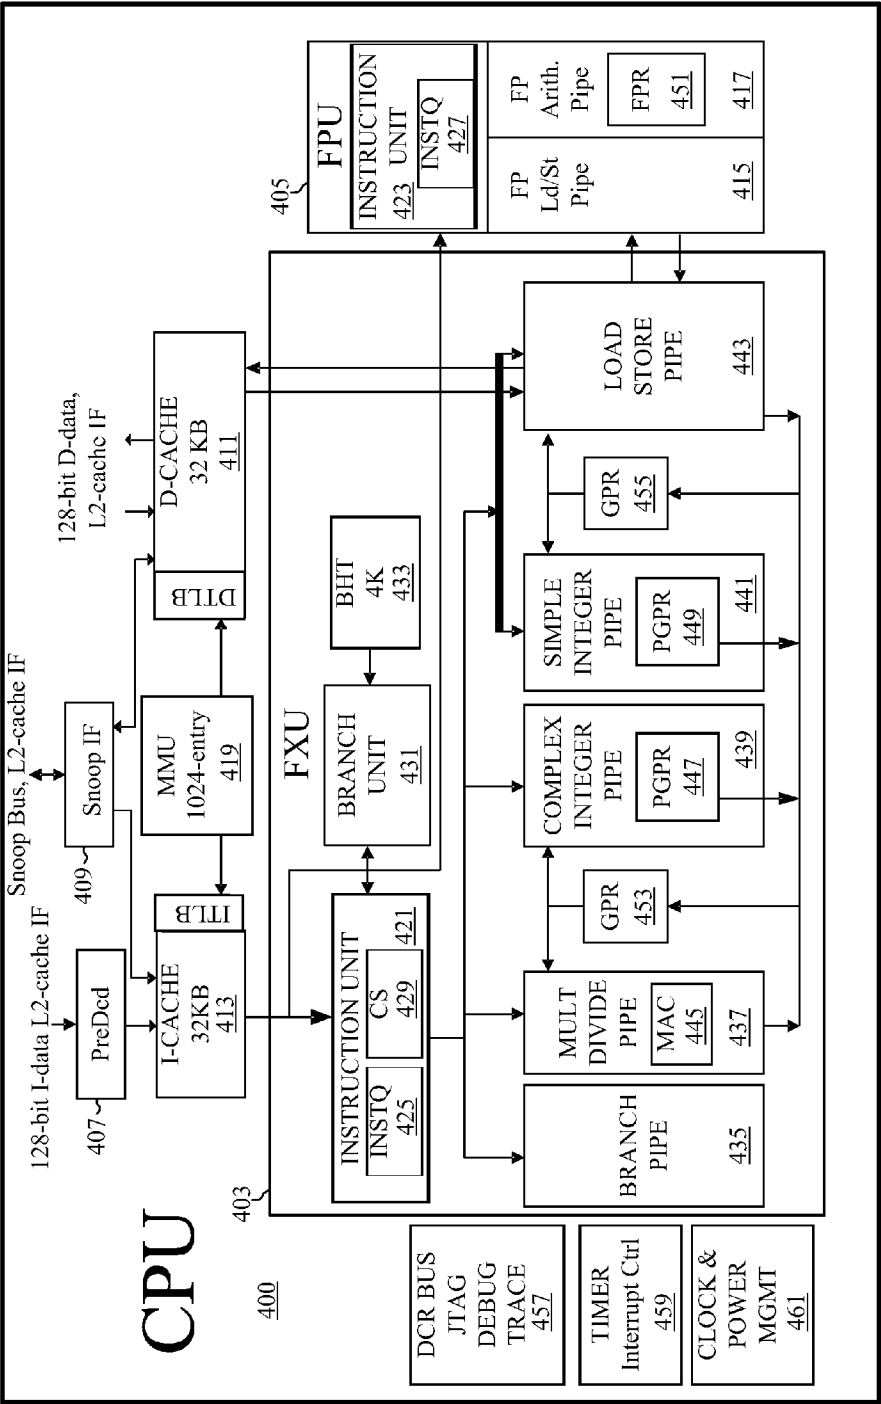 CPU
400
128-bit I-data L2-cache IF
Snoop Bus, L2-cache IF
128-bit D-data,
L2-cache IF
PreDcd
407
Snoop IF
409
I-CACHE
32KB
413
ITLB
MMU
1024-entry
419
DTLB
D-CACHE
32 KB
411
403
FXU
405
FPU
INSTRUCTION UNIT
421
INSTQ
425
CS
429
BRANCH
UNIT
431
BHT
4K
433
INSTRUCTION
UNIT
423
INSTQ
427
FP
Ld/St
Pipe
415
FP
Arith.
Pipe
FPR
451
417
BRANCH
PIPE
435
MULT
DIVIDE
PIPE
MAC
445
437
GPR
453
COMPLEX
INTEGER
PIPE
PGPR
447
439
SIMPLE
INTEGER
PIPE
PGPR
449
441
GPR
455
LOAD
STORE
PIPE
443
DCR BUS
JTAG
DEBUG
TRACE
457
TIMER
Interrupt Ctrl
459
CLOCK &
POWER
MGMT
461